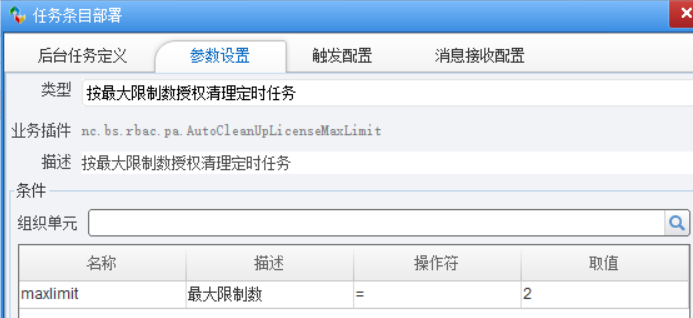 任务条目部署
后台任务定义 参数设置 触发配置 消息接收配置
类型 按最大限制数授权清理定时任务
业务插件 nc.bs.rbac.pa.AutoCleanUpLicenseMaxLimit
描述 按最大限制数授权清理定时任务
条件
组织单元
名称 描述 操作符 取值
maxlimit 最大限制数 = 2